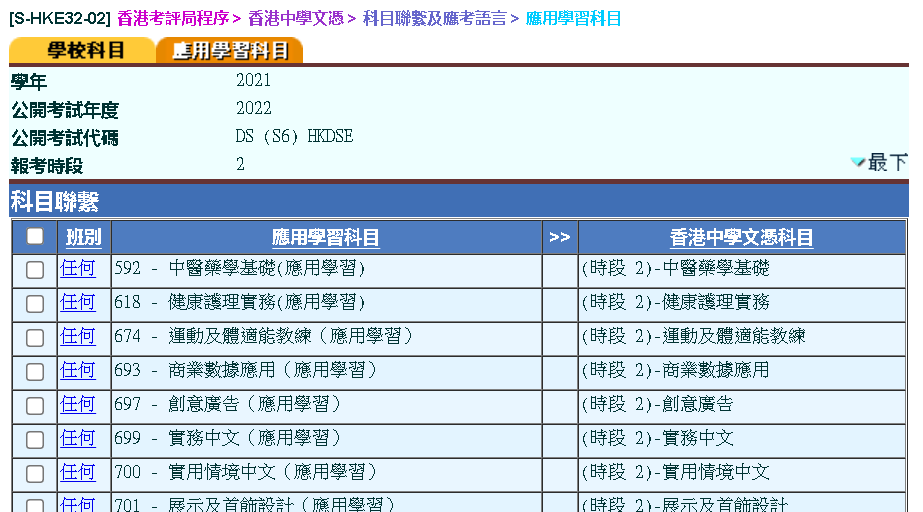 [S-HKE32-02] 香港考評局程序 > 香港中學文憑 > 科目聯繫及應考語言 > 應用學習科目
學校科目 應用學習科目
學年 2021
公開考試年度 2022
公開考試代碼 DS (S6) HKDSE
報考時段 2
最下
科目聯繫
班別 應用學習科目 >> 香港中學文憑科目
任何 592 - 中醫藥學基礎(應用學習) (時段 2)-中醫藥學基礎
任何 618 - 健康護理實務(應用學習) (時段 2)-健康護理實務
任何 674 - 運動及體適能教練（應用學習） (時段 2)-運動及體適能教練
任何 693 - 商業數據應用（應用學習） (時段 2)-商業數據應用
任何 697 - 創意廣告（應用學習） (時段 2)-創意廣告
任何 699 - 實務中文（應用學習） (時段 2)-實務中文
任何 700 - 實用情境中文（應用學習） (時段 2)-實用情境中文
任何 701 - 展示及首飾設計（應用學習） (時段 2)-展示及首飾設計